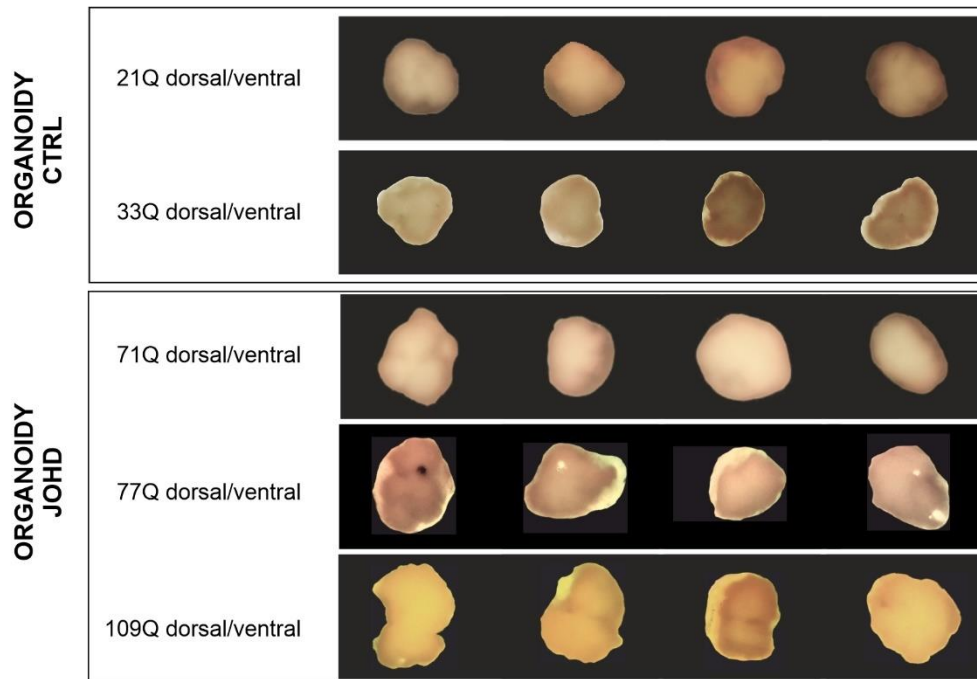 ORGANOIDY
CTRL
21Q dorsal/ventral
33Q dorsal/ventral
ORGANOIDY
JOHD
71Q dorsal/ventral
77Q dorsal/ventral
109Q dorsal/ventral